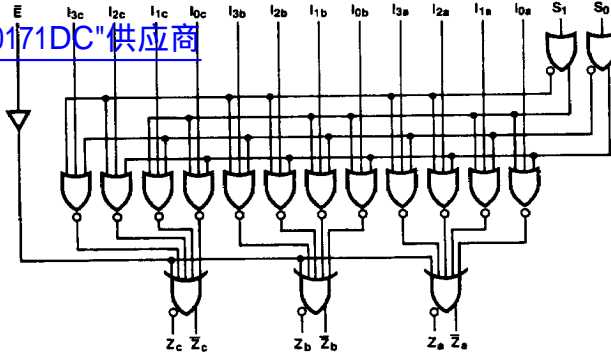 E̅ I3c I2c I1c I0c I3b I2b I1b I0b I3a I2a I1a I0a S1 S0
0171DC"供应商
Zc Z̅c Zb Z̅b Za Z̅a